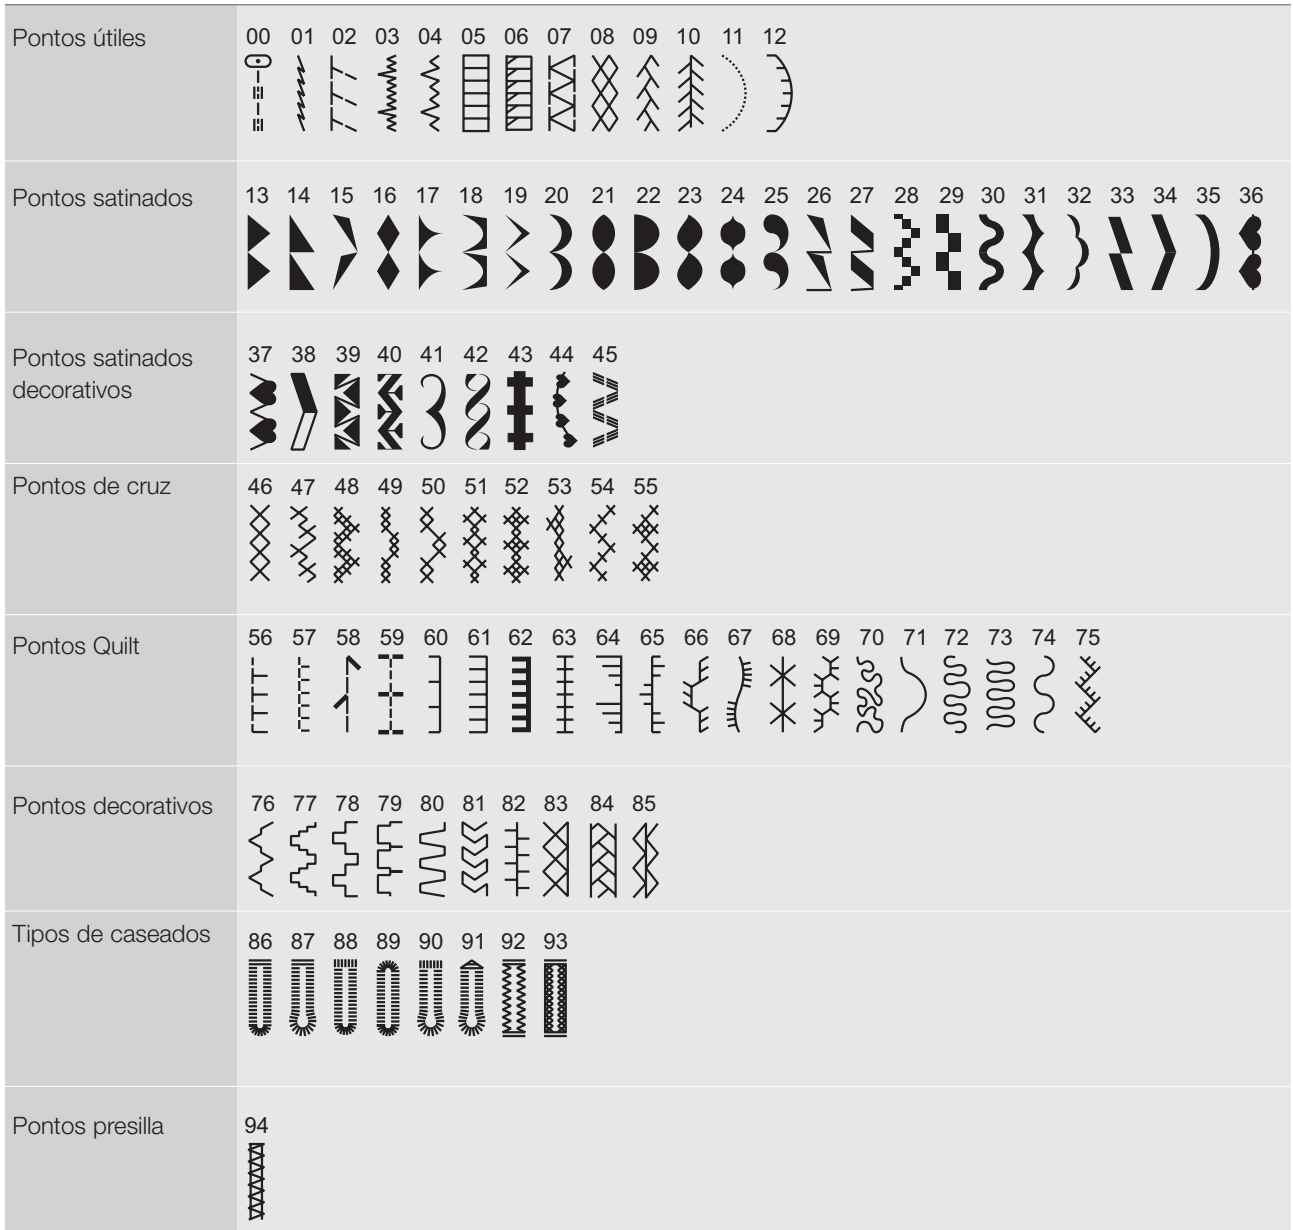 Pontos útiles 00 01 02 03 04 05 06 07 08 09 10 11 12
Pontos satinados 13 14 15 16 17 18 19 20 21 22 23 24 25 26 27 28 29 30 31 32 33 34 35 36
Pontos satinados 37 38 39 40 41 42 43 44 45
decorativos
Pontos de cruz 46 47 48 49 50 51 52 53 54 55
Pontos Quilt 56 57 58 59 60 61 62 63 64 65 66 67 68 69 70 71 72 73 74 75
Pontos decorativos 76 77 78 79 80 81 82 83 84 85
Tipos de caseados 86 87 88 89 90 91 92 93
Pontos presilla 94